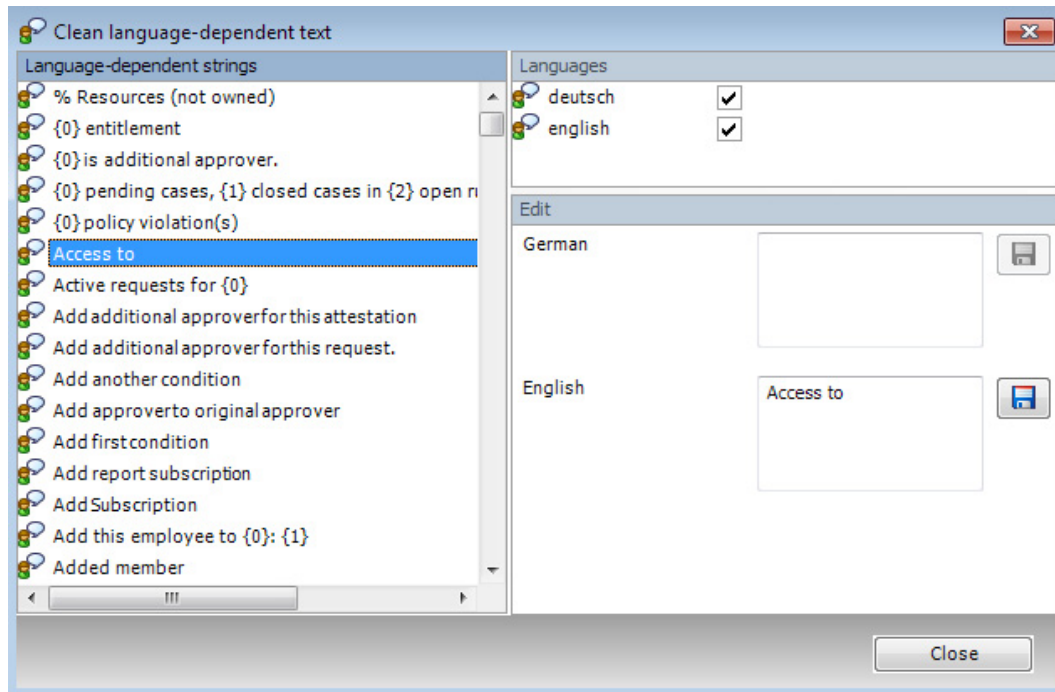 Clean language-dependent text
Language-dependent strings
% Resources (not owned)
{0} entitlement
{0} is additional approver.
{0} pending cases, {1} closed cases in {2} open
{0} policy violation(s)
Access to
Active requests for {0}
Add additional approver for this attestation
Add additional approver for this request.
Add another condition
Add approver to original approver
Add first condition
Add report subscription
Add Subscription
Add this employee to {0}: {1}
Added member
Languages
deutsch
english
Edit
German
English
Access to
Close